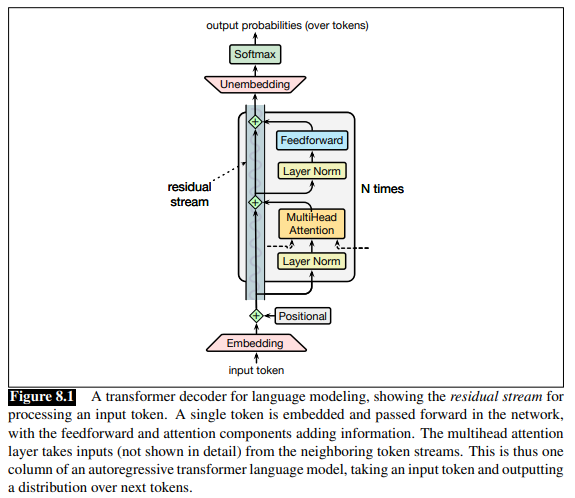 output probabilities (over tokens)
Softmax
Unembedding
+
Feedforward
Layer Norm
residual
stream
N times
+
MultiHead
Attention
Layer Norm
+
Positional
Embedding
input token
Figure 8.1 A transformer decoder for language modeling, showing the residual stream for
processing an input token. A single token is embedded and passed forward in the network,
with the feedforward and attention components adding information. The multihead attention
layer takes inputs (not shown in detail) from the neighboring token streams. This is thus one
column of an autoregressive transformer language model, taking an input token and outputting
a distribution over next tokens.